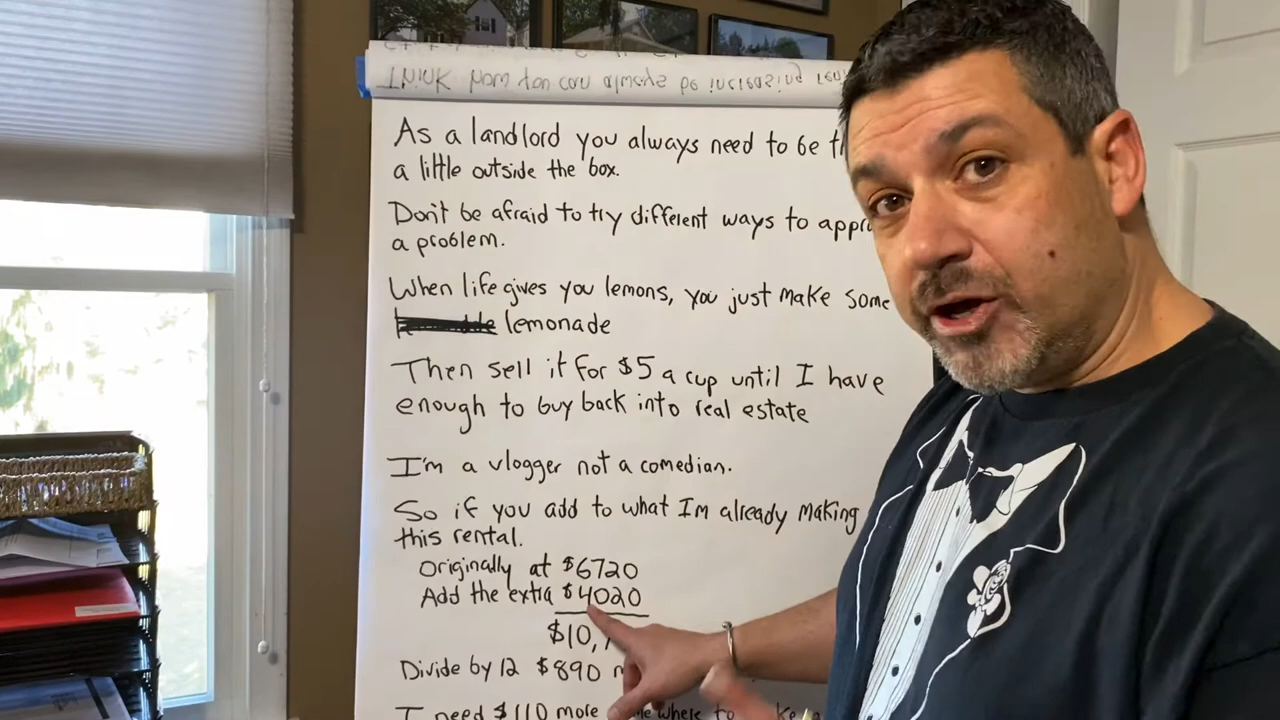 As a landlord you always need to be
a little outside the box.
Don't be afraid to try different ways to
a problem.
When life gives you lemons, you just make some
lemonade
Then sell it for $5 a cup until I have
enough to buy back into real estate
I'm a vlogger not a comedian.
So if you add to what Im already making
this rental.
Originally at $6720
Add the extra $4020
$10,
Divide by 12 $890
I need $110 more